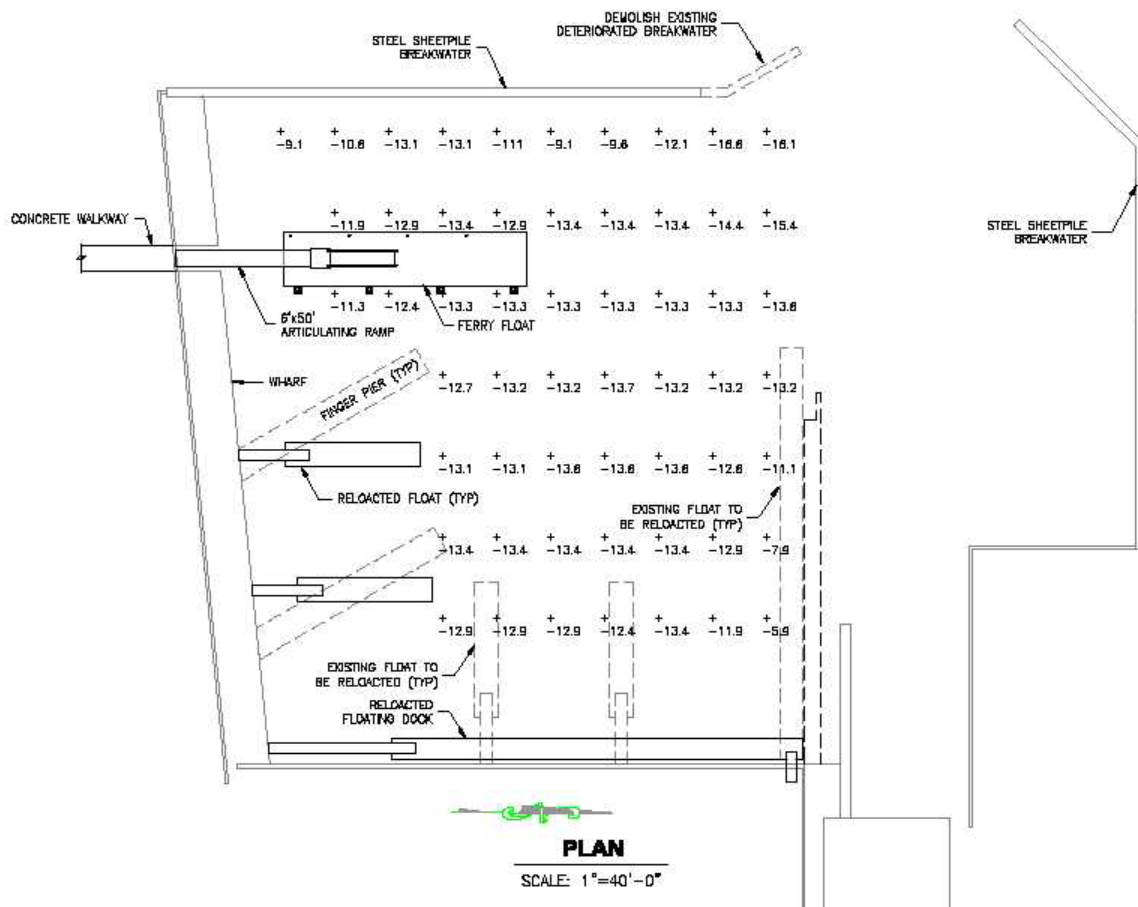 DEMOLISH EXISTING
DETERIORATED BREAKWATER
STEEL SHEETPILE
BREAKWATER
-9.1 -10.6 -13.1 -13.1 -111 -9.1 -9.6 -12.1 -16.6 -16.1
CONCRETE WALKWAY
-11.9 -12.9 -13.4 -12.9 -13.4 -13.4 -13.4 -14.4 -15.4
STEEL SHEETPILE
BREAKWATER
-11.3 -12.4 -13.3 -13.3 -13.3 -13.3 -13.3 -13.3 -13.6
6'x50'
ARTICULATING RAMP
FERRY FLOAT
WHARF
FINGER PIER (TYP)
-12.7 -13.2 -13.2 -13.7 -13.2 -13.2 -13.2
-13.1 -13.1 -13.6 -13.6 -13.6 -12.6 -11.1
RELOACTED FLOAT (TYP)
EXISTING FLOAT TO
BE RELOACTED (TYP)
-13.4 -13.4 -13.4 -13.4 -13.4 -12.9 -7.9
-12.9 -12.9 -12.9 -12.4 -13.4 -11.9 -5.9
EXISTING FLOAT TO
BE RELOACTED (TYP)
RELOACTED
FLOATING DOCK
PLAN
SCALE: 1"=40'-0"